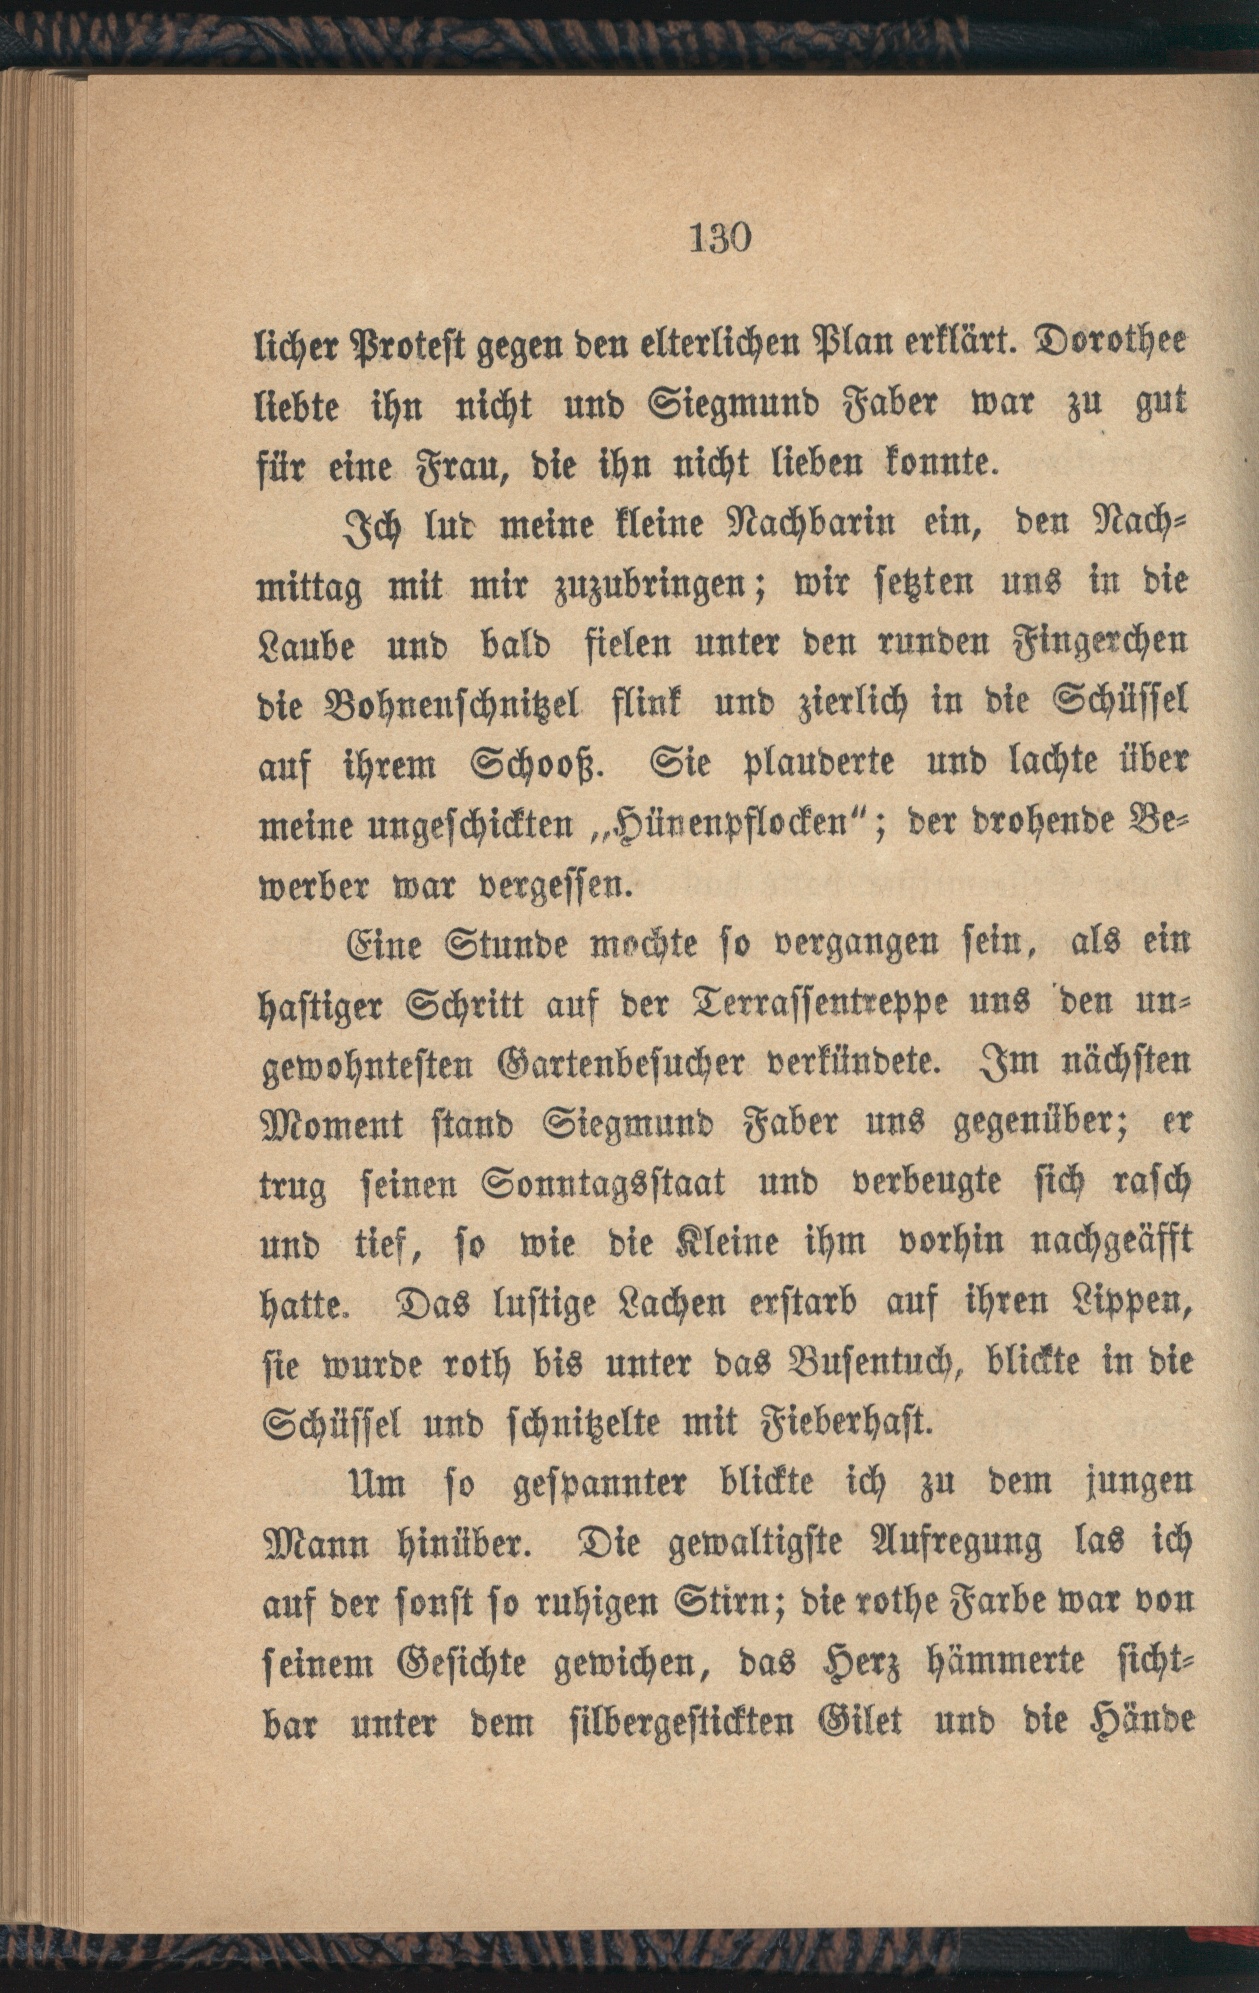 130
licher Protest gegen den elterlichen Plan erklärt. Dorothee
liebte ihn nicht und Siegmund Faber war zu gut
für eine Frau, die ihn nicht lieben konnte.
Ich lud meine kleine Nachbarin ein, den Nach-
mittag mit mir zuzubringen; wir setzten uns in die
Laube und bald fielen unter den runden Fingerchen
die Bohnenschnitzel flink und zierlich in die Schüssel
auf ihrem Schooß. Sie plauderte und lachte über
meine ungeschickten „Hünenpflocken“; der drohende Be-
werber war vergessen.
Eine Stunde mochte so vergangen sein, als ein
hastiger Schritt auf der Terrassentreppe uns den un-
gewohntesten Gartenbesucher verkündete. Im nächsten
Moment stand Siegmund Faber uns gegenüber; er
trug seinen Sonntagsstaat und verbeugte sich rasch
und tief, so wie die Kleine ihm vorhin nachgeäfft
hatte. Das lustige Lachen erstarb auf ihren Lippen,
sie wurde roth bis unter das Busentuch, blickte in die
Schüssel und schnitzelte mit Fieberhast.
Um so gespannter blickte ich zu dem jungen
Mann hinüber. Die gewaltigste Aufregung las ich
auf der sonst so ruhigen Stirn; die rothe Farbe war von
seinem Gesichte gewichen, das Herz hämmerte sicht-
bar unter dem silbergestickten Gilet und die Hände